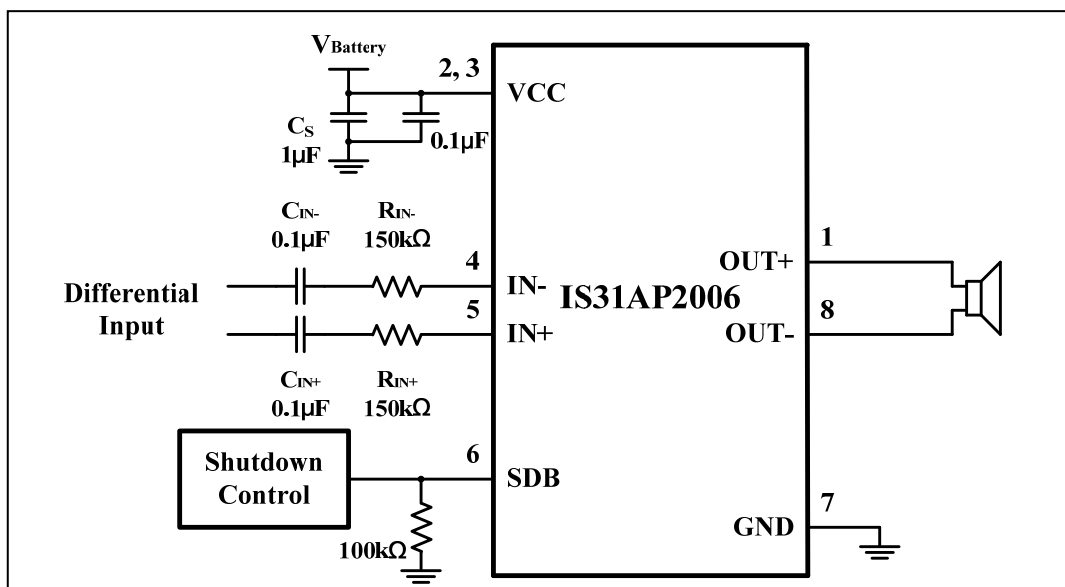 VBattery
2, 3
VCC
CS
1µF
0.1µF
CIN-
0.1µF
RIN-
150kΩ
4
IN-
Differential
Input
5
IN+
CIN+
0.1µF
RIN+
150kΩ
IS31AP2006
1
OUT+
8
OUT-
Shutdown
Control
6
SDB
100kΩ
7
GND